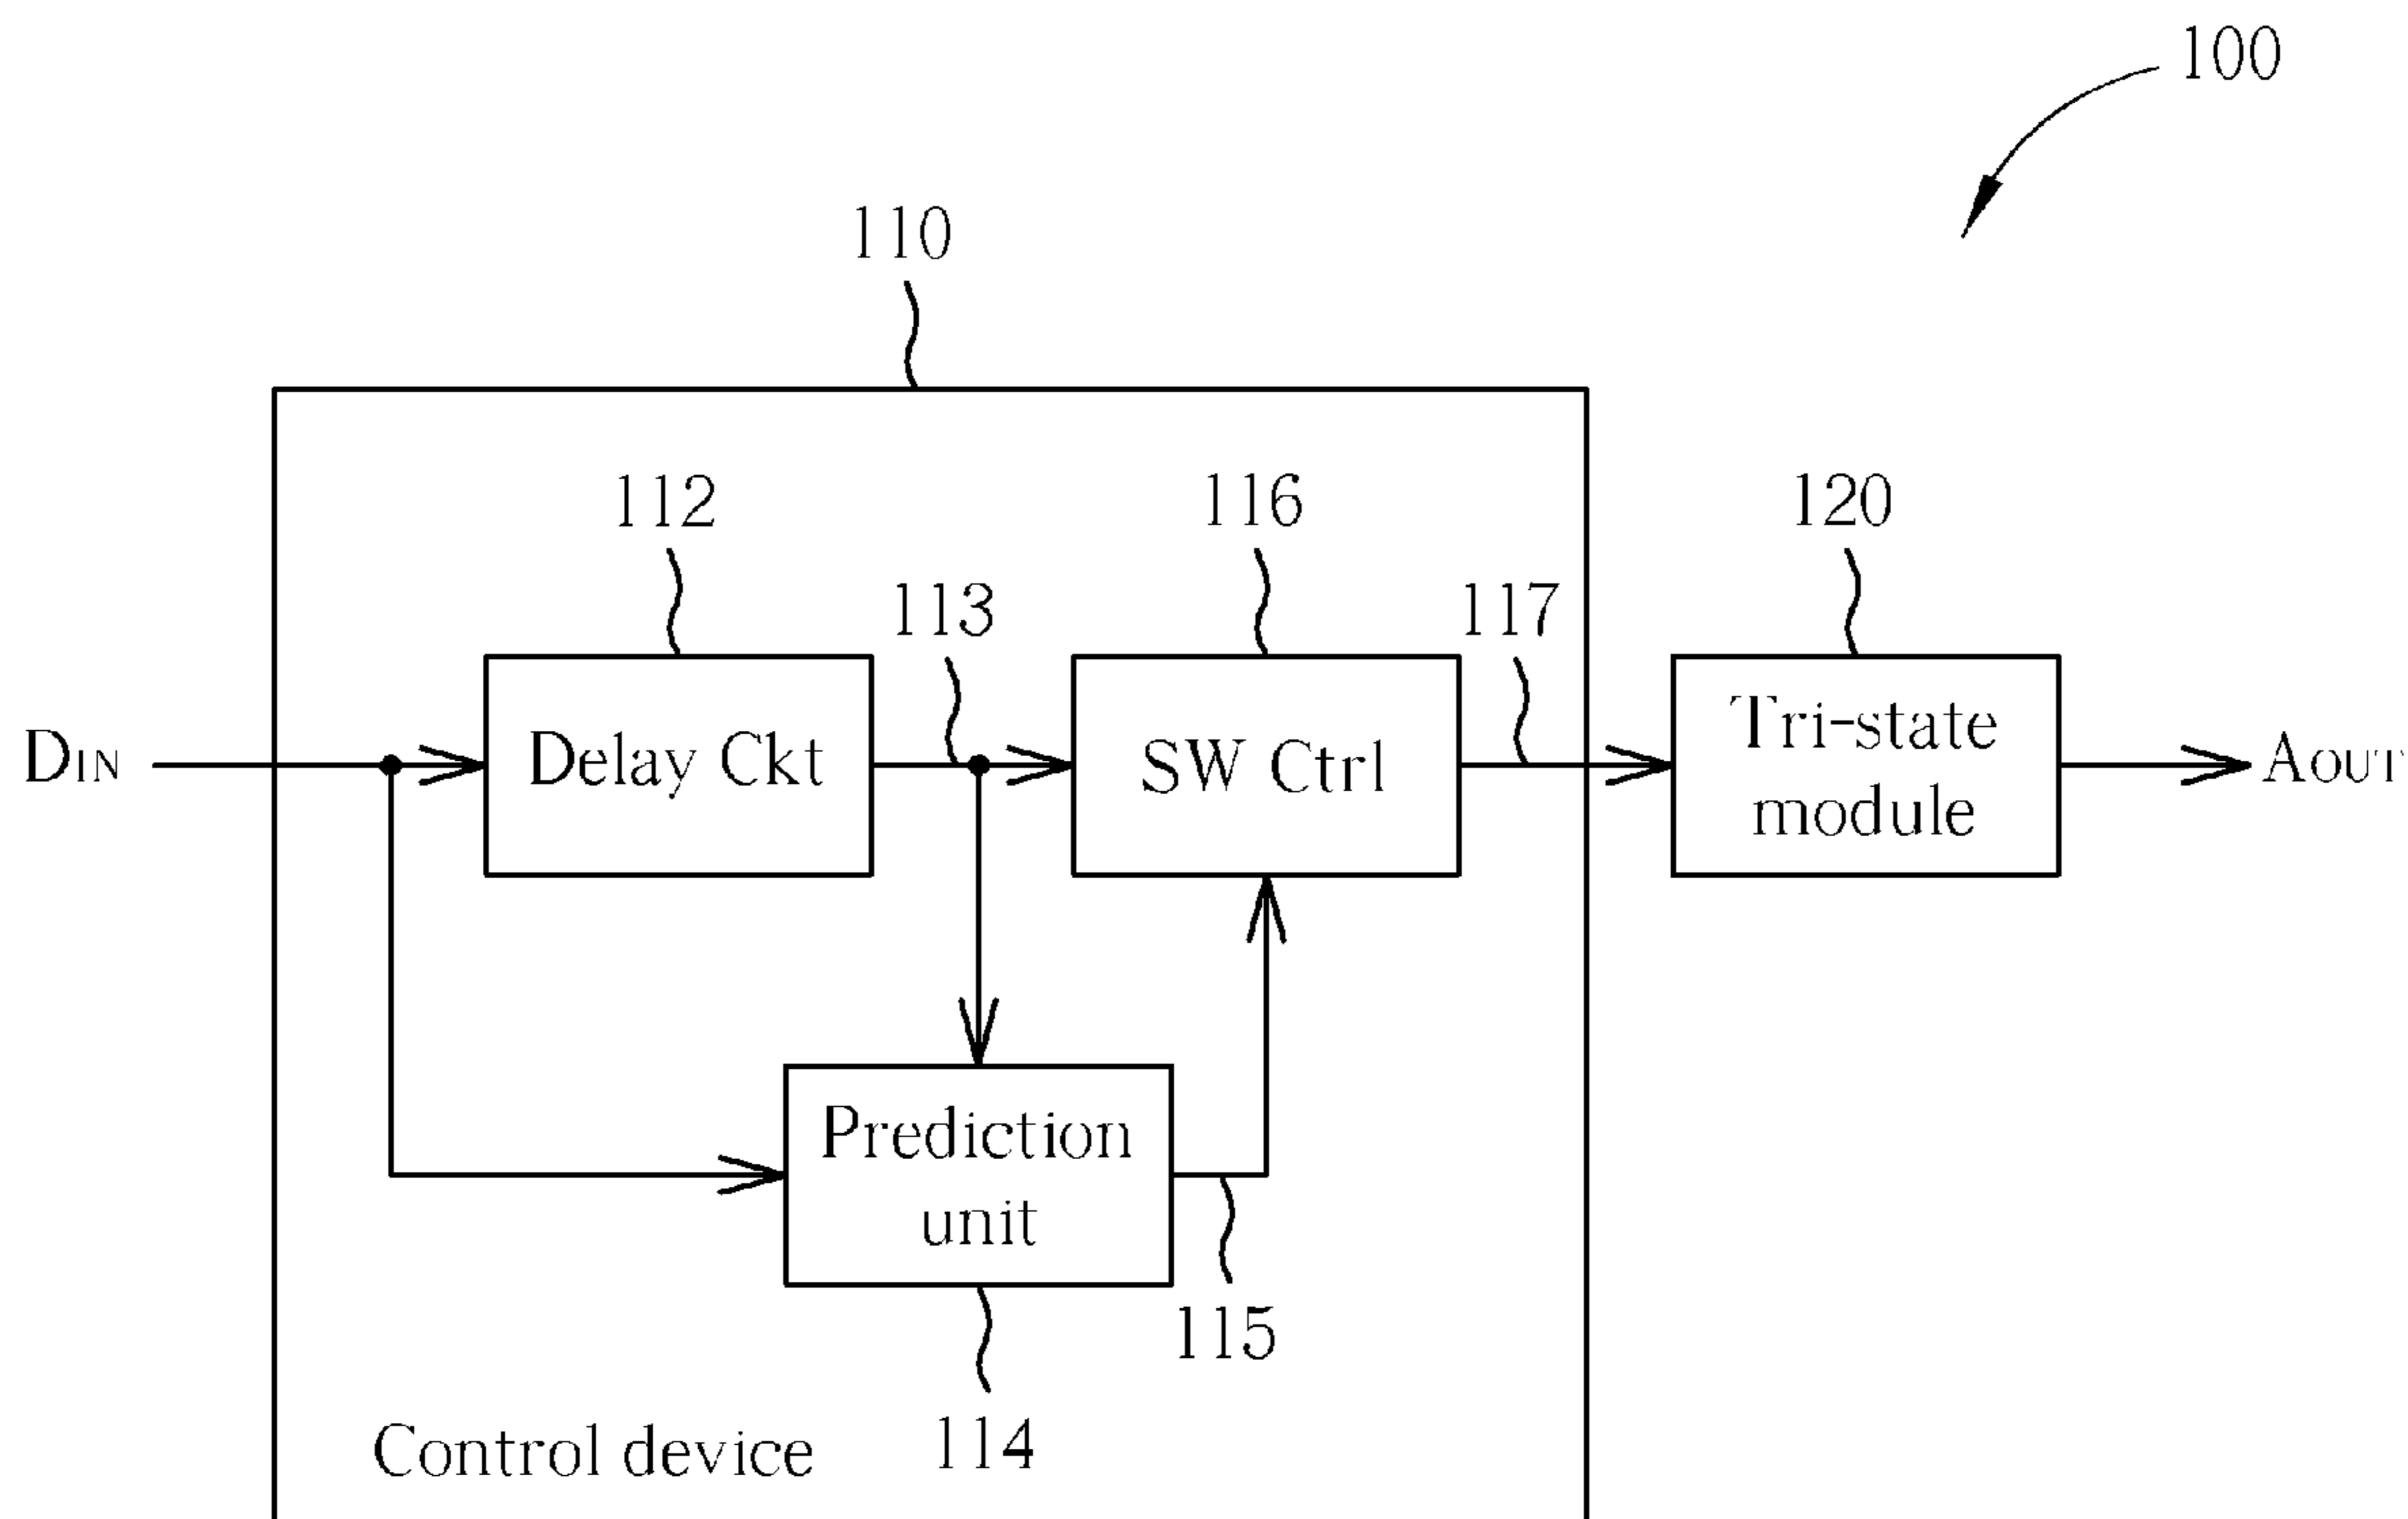 100
110
112
116
120
113
117
DIN
Delay Ckt
SW Ctrl
Tri-state
module
AOUT
Prediction
unit
115
114
Control device